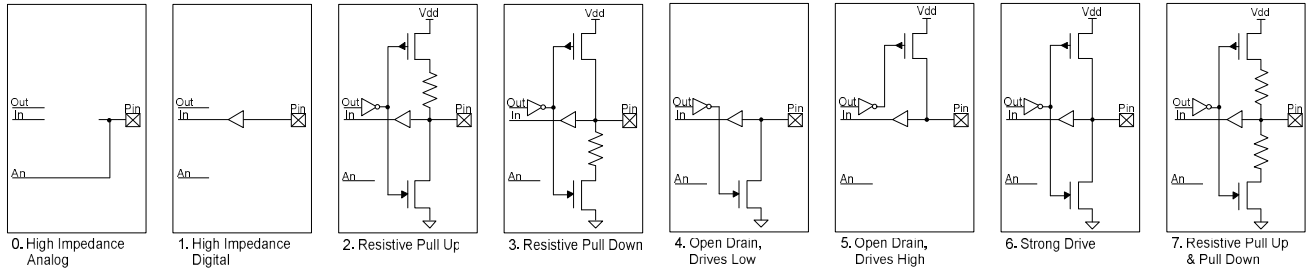 Out
In
Pin
An
0. High Impedance
Analog
Out
In
Pin
An
1. High Impedance
Digital
Vdd
Out
In
Pin
An
2. Resistive Pull Up
Vdd
Out
In
Pin
An
3. Resistive Pull Down
Out
In
Pin
An
4. Open Drain,
Drives Low
Vdd
Out
In
Pin
An
5. Open Drain,
Drives High
Vdd
Out
In
Pin
An
6. Strong Drive
Vdd
Out
In
Pin
An
7. Resistive Pull Up
& Pull Down